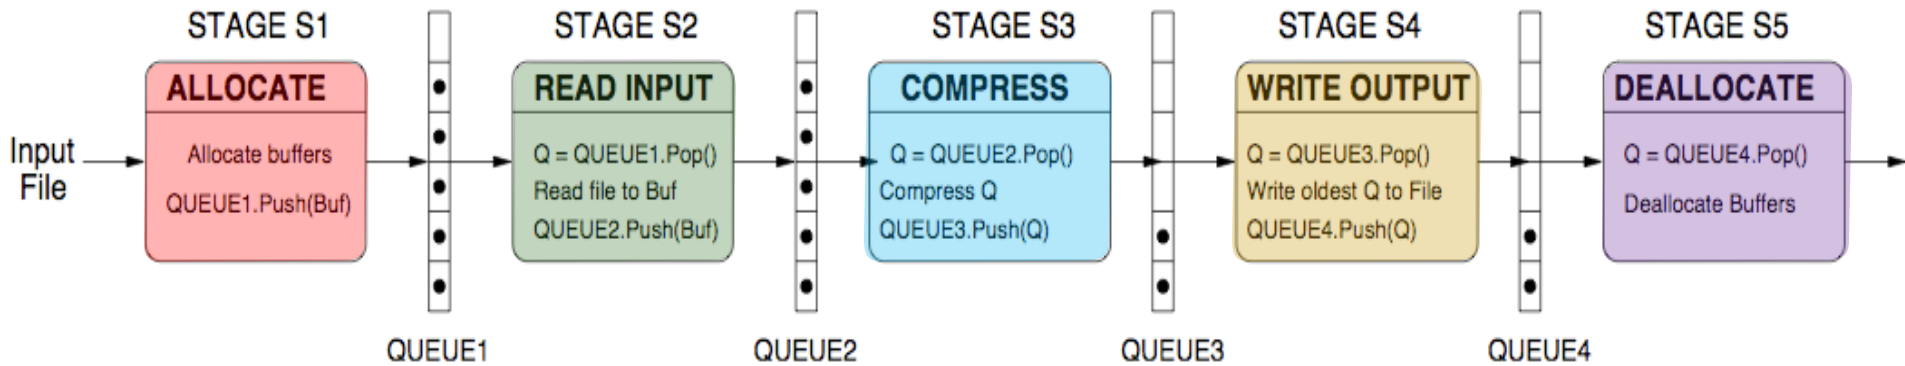 Input
File
STAGE S1
ALLOCATE
Allocate buffers
QUEUE1.Push(Buf)
QUEUE1
STAGE S2
READ INPUT
Q = QUEUE1.Pop()
Read file to Buf
QUEUE2.Push(Buf)
QUEUE2
STAGE S3
COMPRESS
Q = QUEUE2.Pop()
Compress Q
QUEUE3.Push(Q)
QUEUE3
STAGE S4
WRITE OUTPUT
Q = QUEUE3.Pop()
Write oldest Q to File
QUEUE4.Push(Q)
QUEUE4
STAGE S5
DEALLOCATE
Q = QUEUE4.Pop()
Deallocate Buffers